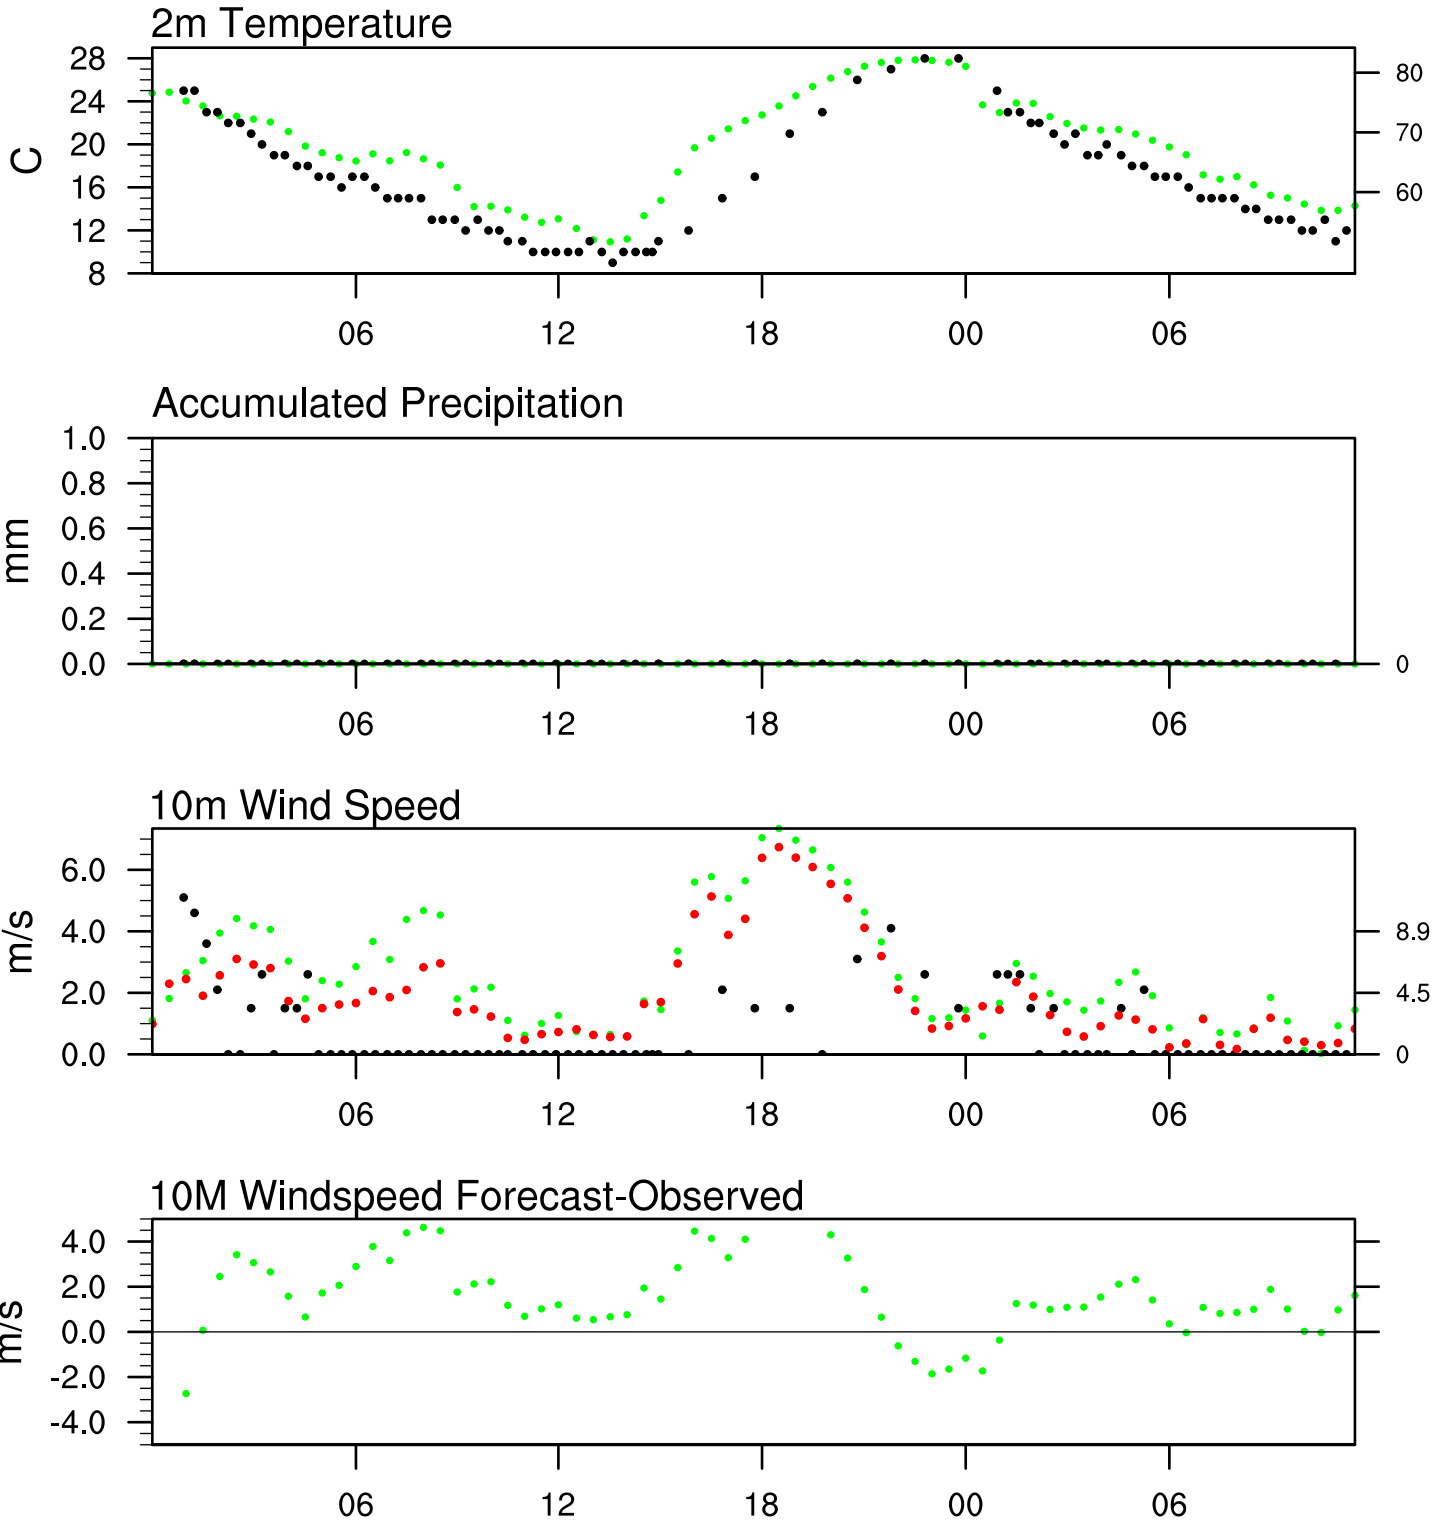 2m Temperature
28
24
20
16
12
8
C
80
70
60
06 12 18 00 06
Accumulated Precipitation
1.0
0.8
0.6
0.4
0.2
0.0
mm
0
06 12 18 00 06
10m Wind Speed
6.0
4.0
2.0
0.0
m/s
8.9
4.5
0
06 12 18 00 06
10M Windspeed Forecast-Observed
4.0
2.0
0.0
-2.0
-4.0
m/s
06 12 18 00 06